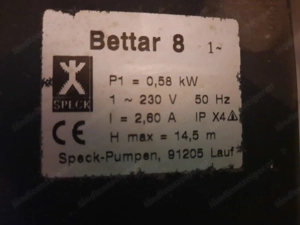 Bettar 8 1~
SPECK
P1 = 0,58 kW
1 ~ 230 V 50 Hz
I = 2,60 A IP X4
H max = 14,5 m
Speck-Pumpen, 91205 Lauf